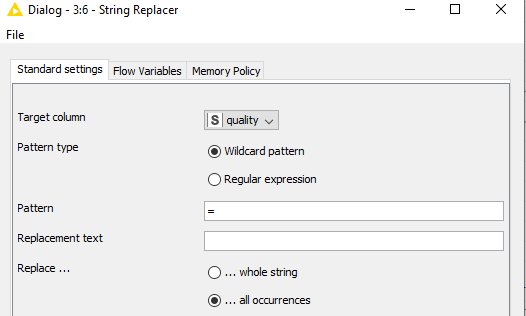 Dialog - 3:6 - String Replacer
File
Standard settings Flow Variables Memory Policy
Target column S quality
Pattern type Wildcard pattern
Regular expression
Pattern =
Replacement text
Replace ... ... whole string
... all occurrences